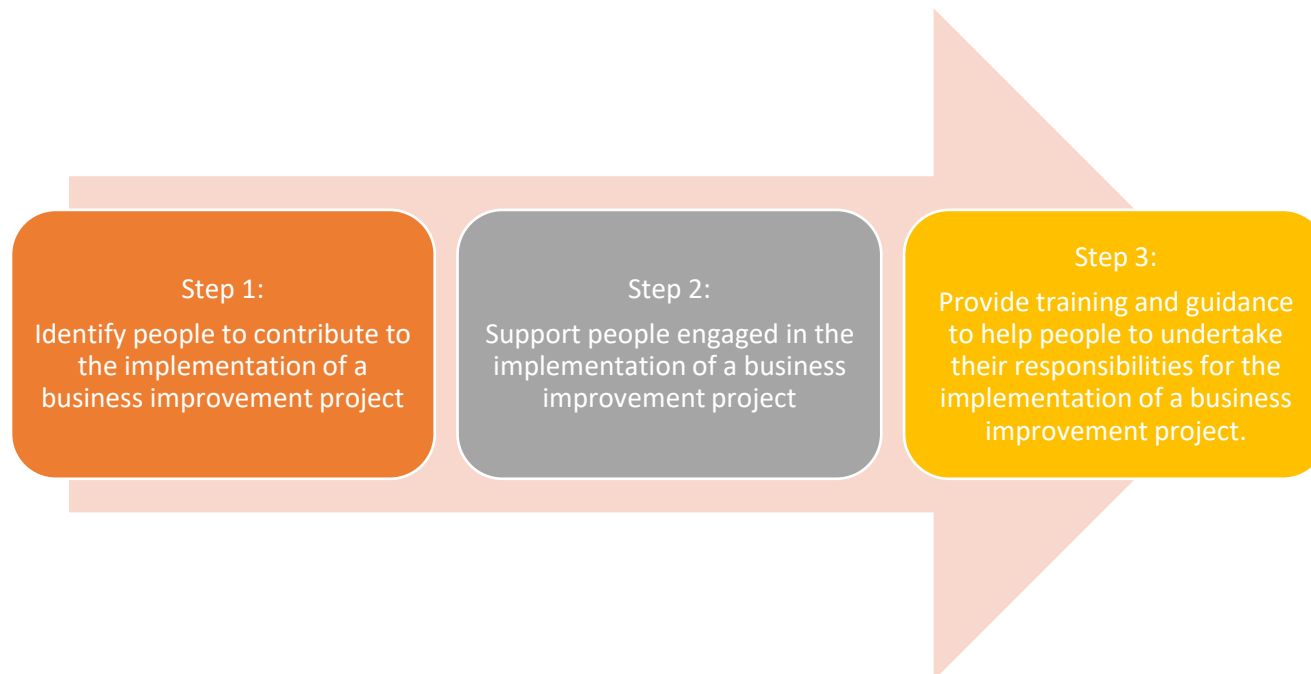 Step 1:
Identify people to contribute to
the implementation of a
business improvement project
Step 2:
Support people engaged in the
implementation of a business
improvement project
Step 3:
Provide training and guidance
to help people to undertake
their responsibilities for the
implementation of a business
improvement project.